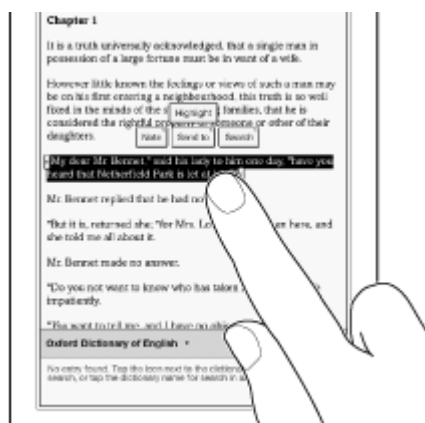 Chapter 1
It is a truth universally acknowledged, that a single man in
possession of a large fortune must be in want of a wife.
However little known the feelings or views of such a man may
be on his first entering a neighbourhood, this truth is so well
fixed in the minds of the families, that he is
Highlight
considered the rightful someone or other of their
daughters.
Note Send to Search
"My dear Mr Bennet," said his lady to him one day, "have you
heard that Netherfield Park is let at
Mr. Bennet replied that he had
"But it is, returned she; "for Mrs. been here, and
she told me all about it.
Mr. Bennet made no answer.
"Do you not want to know who has taken
impatiently.
"You want to tell me, and I have no
Oxford Dictionary of English
No entry found. Tap the icon next to the
search, or tap the dictionary name for search in